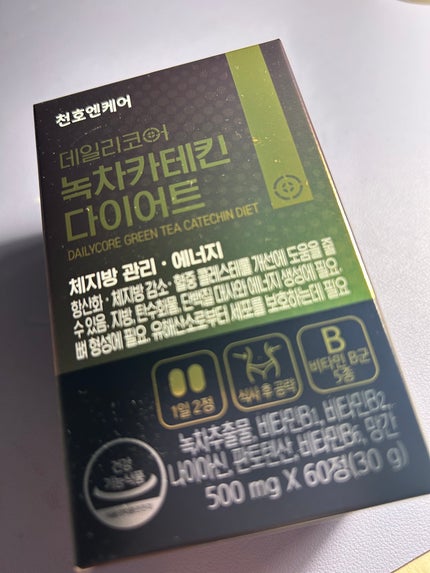 천호엔케어
데일리코어
녹차카테킨
다이어트
DAILYCORE GREEN TEA CATECHIN DIET
체지방 관리 · 에너지
항산화 · 체지방 감소 · 혈중 콜레스테롤 개선에 도움을 줄
수 있음. 지방, 탄수화물, 단백질 대사와 에너지 생성에 필요.
뼈 형성에 필요. 유해산소로부터 세포를 보호하는데 필요
1일 2정
식사 후 공략
B
비타민 B군
5종
녹차추출물, 비타민B1, 비타민B2,
나이아신, 판토텐산, 비타민B6, 망간
500 mg X 60정(30 g)
건강
기능식품